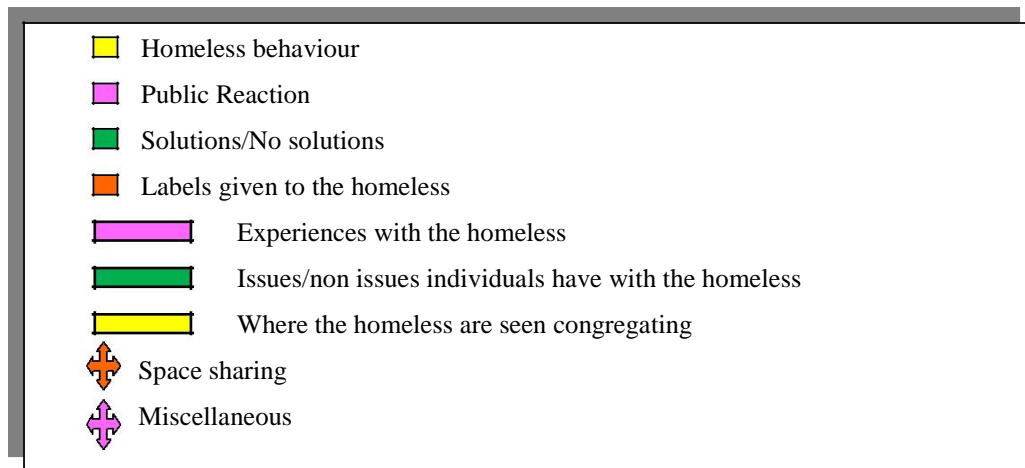 Homeless behaviour
Public Reaction
Solutions/No solutions
Labels given to the homeless
Experiences with the homeless
Issues/non issues individuals have with the homeless
Where the homeless are seen congregating
Space sharing
Miscellaneous